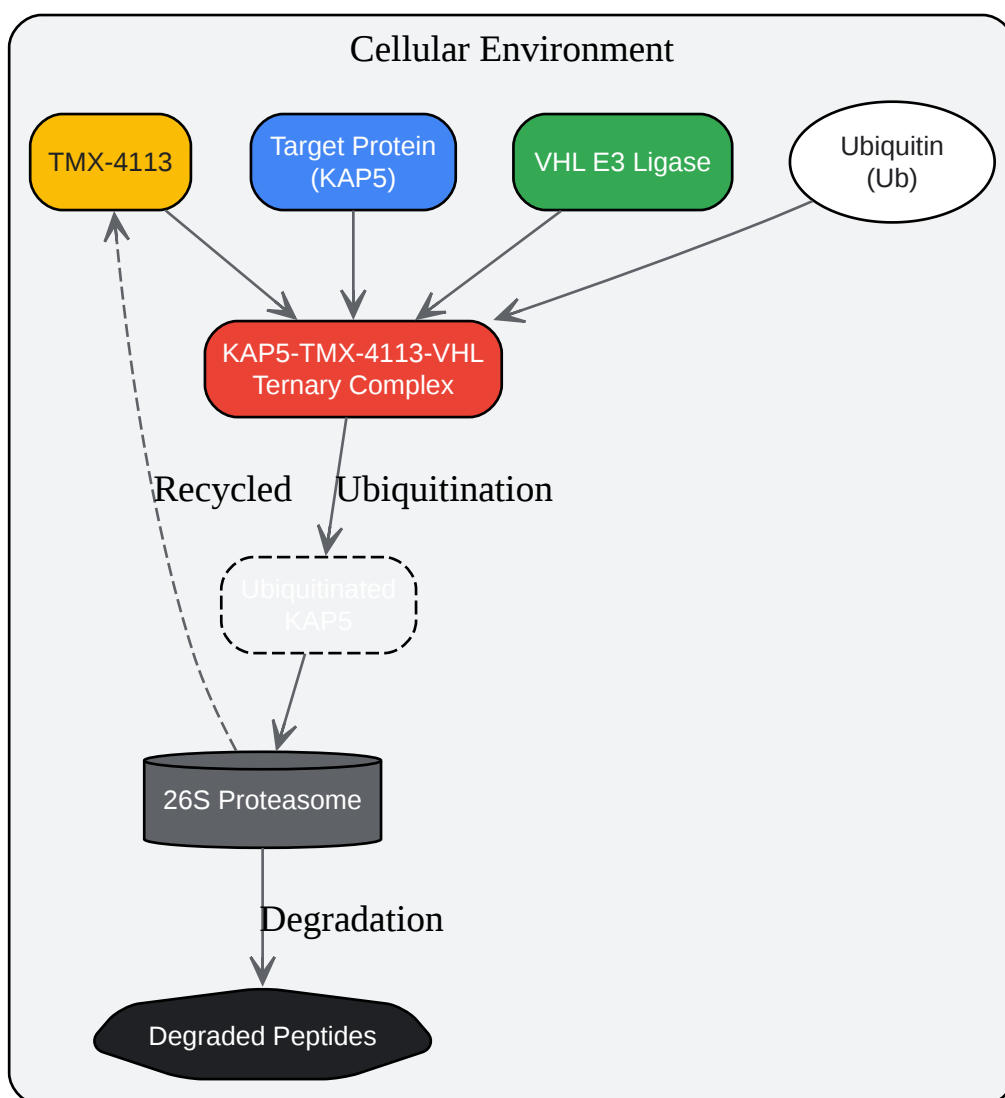 Cellular Environment
TMX-4113
Target Protein
(KAP5)
VHL E3 Ligase
Ubiquitin
(Ub)
KAP5-TMX-4113-VHL
Ternary Complex
Recycled
Ubiquitination
Ubiquitinated
KAP5
26S Proteasome
Degradation
Degraded Peptides